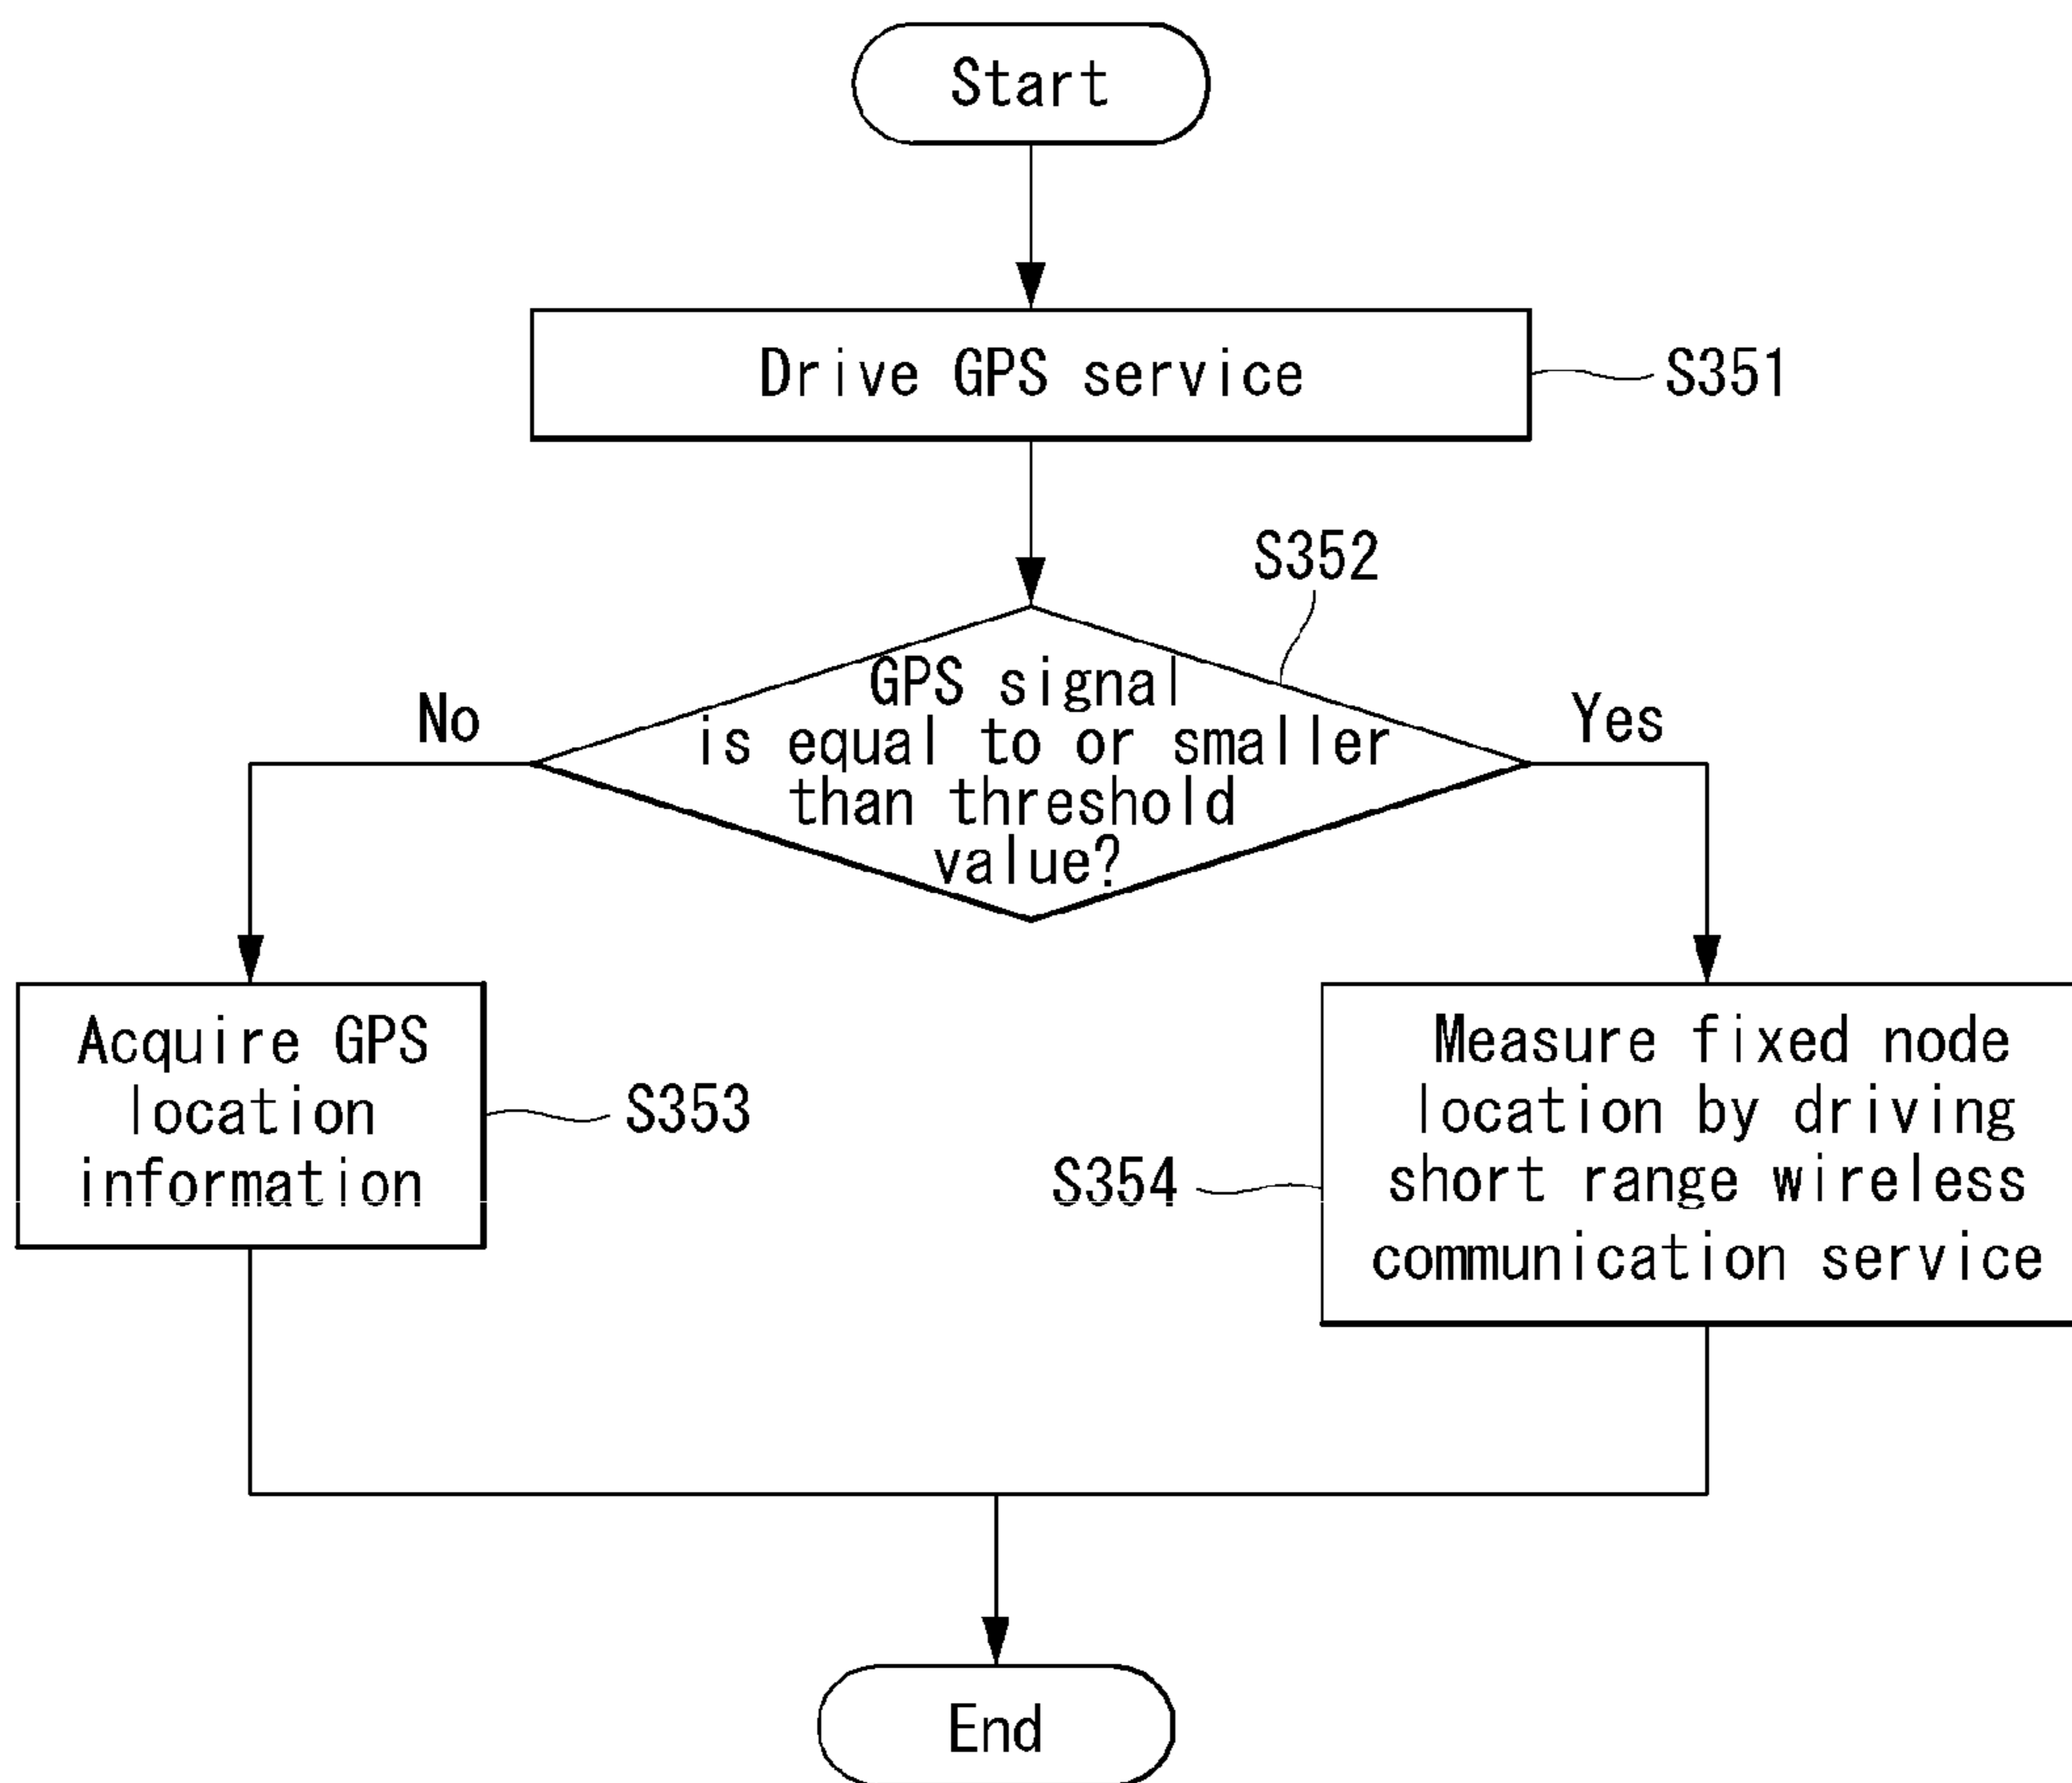 Start
Drive GPS service
S351
S352
GPS signal
is equal to or smaller
than threshold
value?
No
Yes
Acquire GPS
location
information
S353
S354
Measure fixed node
location by driving
short range wireless
communication service
End